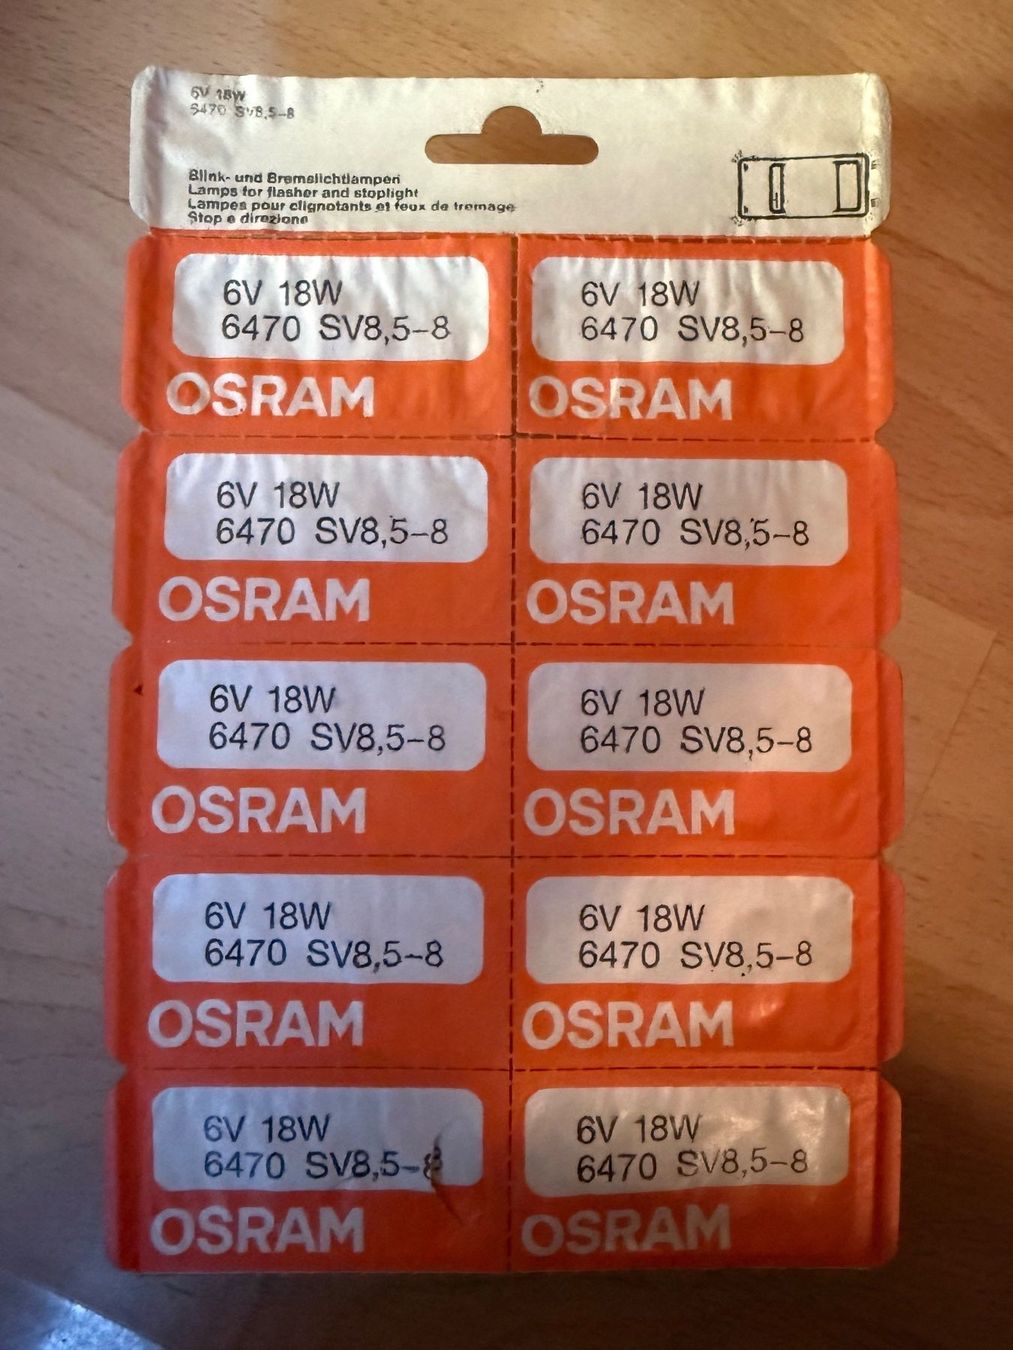 6V 18W
6470 SV8,5-8
Blink- und Bremslichtlampen
Lamps for flasher and stoplight
Lampes pour clignotants et feux de tremage
Stop e direzione
6V 18W
6470 SV8,5-8
OSRAM
6V 18W
6470 SV8,5-8
OSRAM
6V 18W
6470 SV8,5-8
OSRAM
6V 18W
6470 SV8,5-8
OSRAM
6V 18W
6470 SV8,5-8
OSRAM
6V 18W
6470 SV8,5-8
OSRAM
6V 18W
6470 SV8,5-8
OSRAM
6V 18W
6470 SV8,5-8
OSRAM
6V 18W
6470 SV8,5-8
OSRAM
6V 18W
6470 SV8,5-8
OSRAM